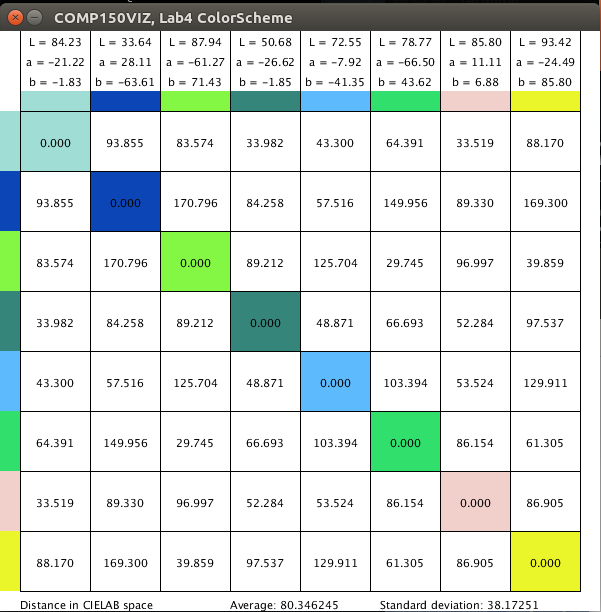 COMP150VIZ, Lab4 ColorScheme
L = 84.23 L = 33.64 L = 87.94 L = 50.68 L = 72.55 L = 78.77 L = 85.80 L = 93.42
a = -21.22 a = 28.11 a = -61.27 a = -26.62 a = -7.92 a = -66.50 a = 11.11 a = -24.49
b = -1.83 b = -63.61 b = 71.43 b = -1.85 b = -41.35 b = 43.62 b = 6.88 b = 85.80
0.000 93.855 83.574 33.982 43.300 64.391 33.519 88.170
93.855 0.000 170.796 84.258 57.516 149.956 89.330 169.300
83.574 170.796 0.000 89.212 125.704 29.745 96.997 39.859
33.982 84.258 89.212 0.000 48.871 66.693 52.284 97.537
43.300 57.516 125.704 48.871 0.000 103.394 53.524 129.911
64.391 149.956 29.745 66.693 103.394 0.000 86.154 61.305
33.519 89.330 96.997 52.284 53.524 86.154 0.000 86.905
88.170 169.300 39.859 97.537 129.911 61.305 86.905 0.000
Distance in CIELAB space Average: 80.346245 Standard deviation: 38.17251